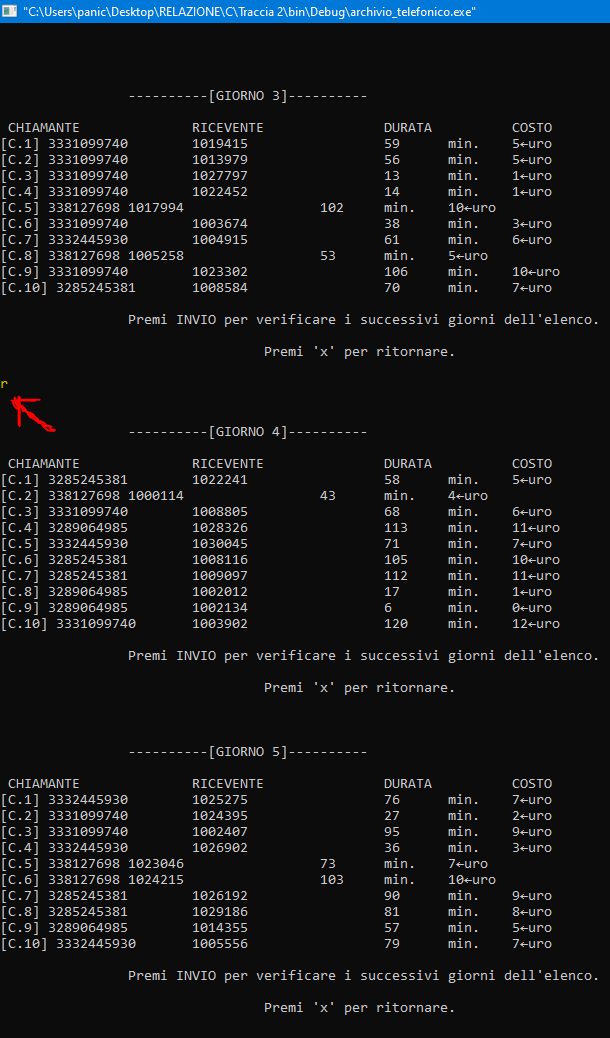 "C:\Users\panic\Desktop\RELAZIONE\C\Traccia 2\bin\Debug\archivio_telefonico.exe"
----------[GIORNO 3]----------
CHIAMANTE RICEVENTE DURATA COSTO
[C.1] 3331099740 1019415 59 min. 5←uro
[C.2] 3331099740 1013979 56 min. 5←uro
[C.3] 3331099740 1027797 13 min. 1←uro
[C.4] 3331099740 1022452 14 min. 1←uro
[C.5] 338127698 1017994 102 min. 10←uro
[C.6] 3331099740 1003674 38 min. 3←uro
[C.7] 3332445930 1004915 61 min. 6←uro
[C.8] 338127698 1005258 53 min. 5←uro
[C.9] 3331099740 1023302 106 min. 10←uro
[C.10] 3285245381 1008584 70 min. 7←uro
Premi INVIO per verificare i successivi giorni dell'elenco.
Premi 'x' per ritornare.
r
----------[GIORNO 4]----------
CHIAMANTE RICEVENTE DURATA COSTO
[C.1] 3285245381 1022241 58 min. 5←uro
[C.2] 338127698 1000114 43 min. 4←uro
[C.3] 3331099740 1008805 68 min. 6←uro
[C.4] 3289064985 1028326 113 min. 11←uro
[C.5] 3332445930 1030045 71 min. 7←uro
[C.6] 3285245381 1008116 105 min. 10←uro
[C.7] 3285245381 1009097 112 min. 11←uro
[C.8] 3289064985 1002012 17 min. 1←uro
[C.9] 3289064985 1002134 6 min. 0←uro
[C.10] 3331099740 1003902 120 min. 12←uro
Premi INVIO per verificare i successivi giorni dell'elenco.
Premi 'x' per ritornare.
----------[GIORNO 5]----------
CHIAMANTE RICEVENTE DURATA COSTO
[C.1] 3332445930 1025275 76 min. 7←uro
[C.2] 3331099740 1024395 27 min. 2←uro
[C.3] 3331099740 1002407 95 min. 9←uro
[C.4] 3332445930 1026902 36 min. 3←uro
[C.5] 338127698 1023046 73 min. 7←uro
[C.6] 338127698 1024215 103 min. 10←uro
[C.7] 3285245381 1026192 90 min. 9←uro
[C.8] 3285245381 1029186 81 min. 8←uro
[C.9] 3289064985 1014355 57 min. 5←uro
[C.10] 3332445930 1005556 79 min. 7←uro
Premi INVIO per verificare i successivi giorni dell'elenco.
Premi 'x' per ritornare.